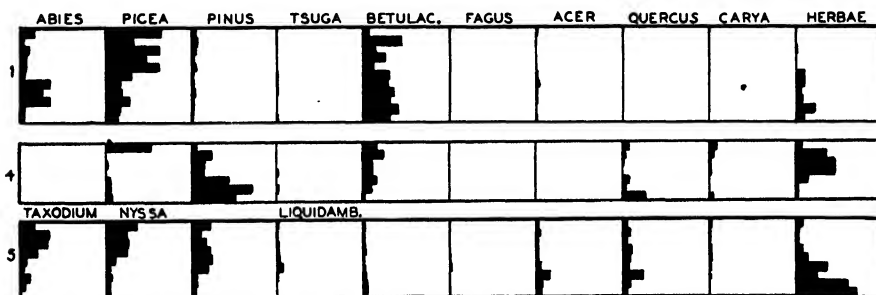 ABIES PICEA PINUS TSUGA BETULAC. FAGUS ACER QUERCUS CARYA HERBAE
1
4
TAXODIUM NYSSA LIQUIDAMB.
5